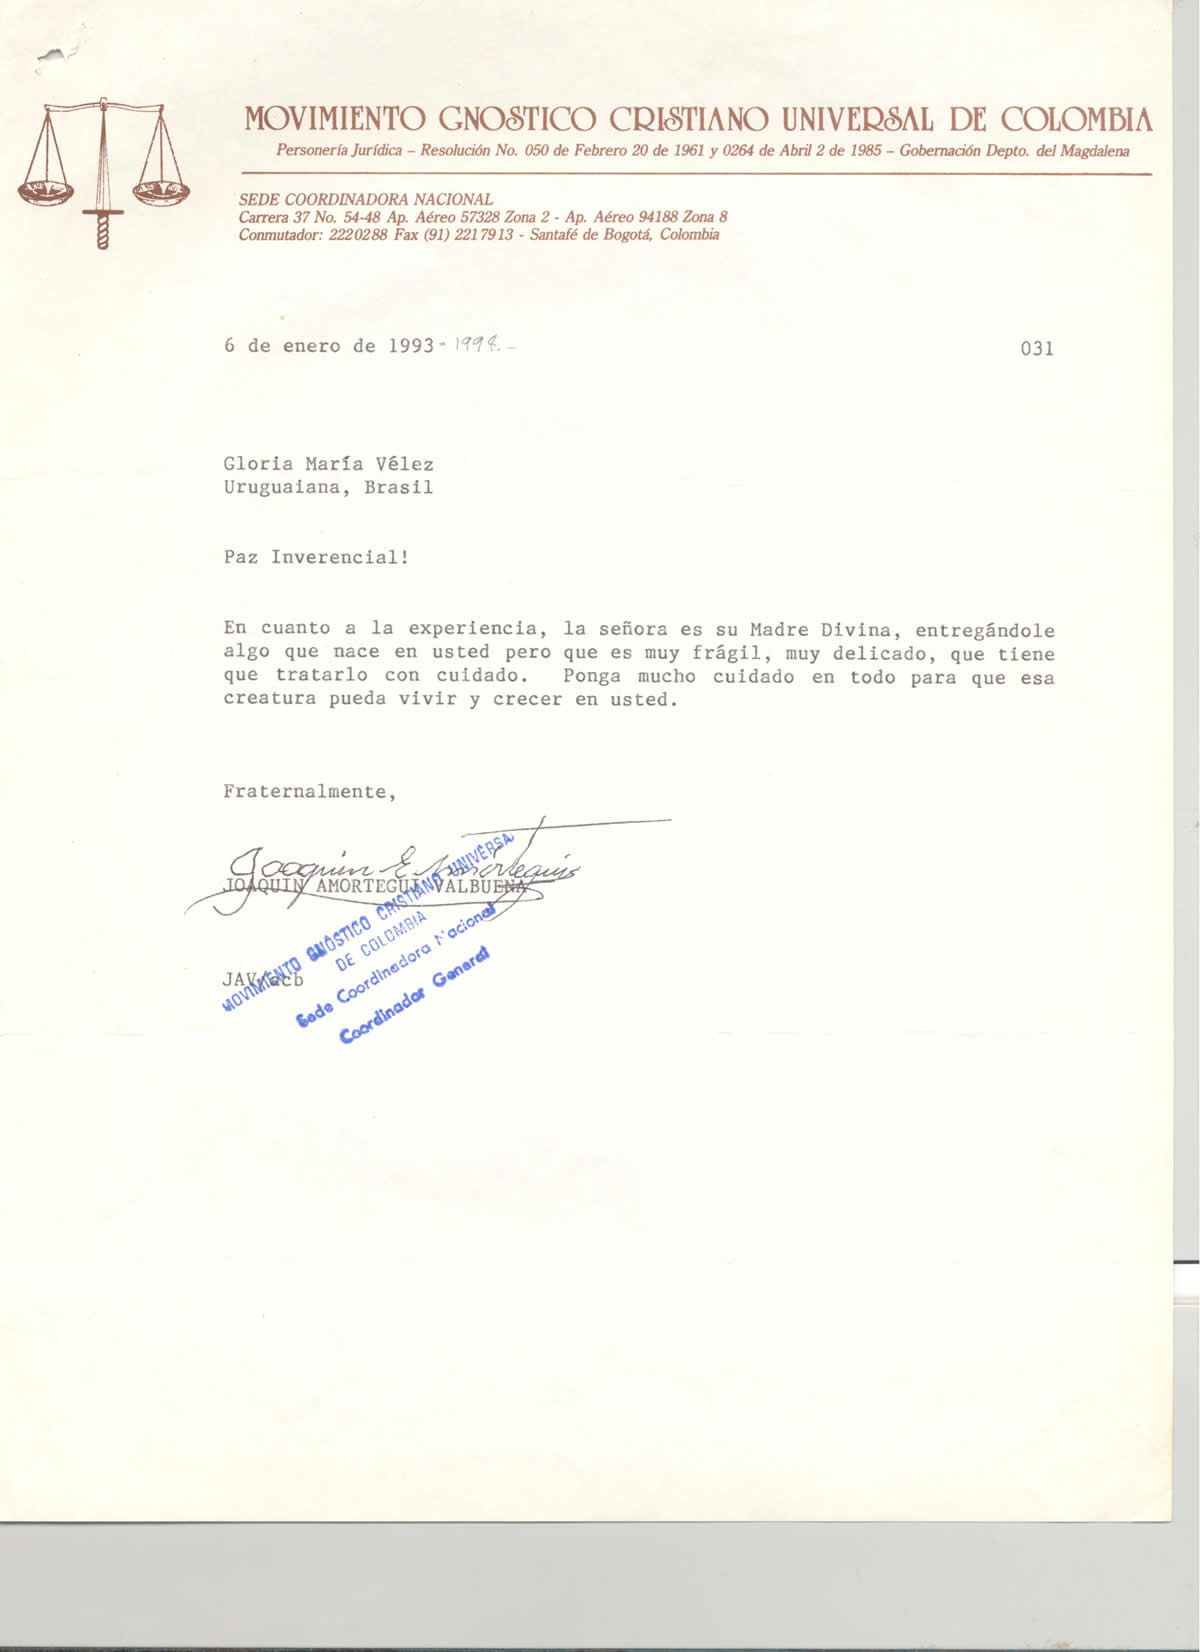 MOVIMIENTO GNOSTICO CRISTIANO UNIVERSAL DE COLOMBIA
Personería Jurídica – Resolución No. 050 de Febrero 20 de 1961 y 0264 de Abril 2 de 1985 – Gobernación Depto. del Magdalena
SEDE COORDINADORA NACIONAL
Carrera 37 No. 54-48 Ap. Aéreo 57328 Zona 2 - Ap. Aéreo 94188 Zona 8
Conmutador: 2220288 Fax (91) 2217913 - Santafé de Bogotá, Colombia
6 de enero de 1993 - 1994.- 031
Gloria María Vélez
Uruguaiana, Brasil
Paz Inverencial!
En cuanto a la experiencia, la señora es su Madre Divina, entregándole
algo que nace en usted pero que es muy frágil, muy delicado, que tiene
que tratarlo con cuidado. Ponga mucho cuidado en todo para que esa
creatura pueda vivir y crecer en usted.
Fraternalmente,
Joaquin E. Amortegui
JOAQUIN AMORTEGUI VALBUENA
MOVIMIENTO GNÓSTICO CRISTIANO UNIVERSA
DE COLOMBIA
Sede Coordinadora Nacional
Coordinador General
JAV/acb